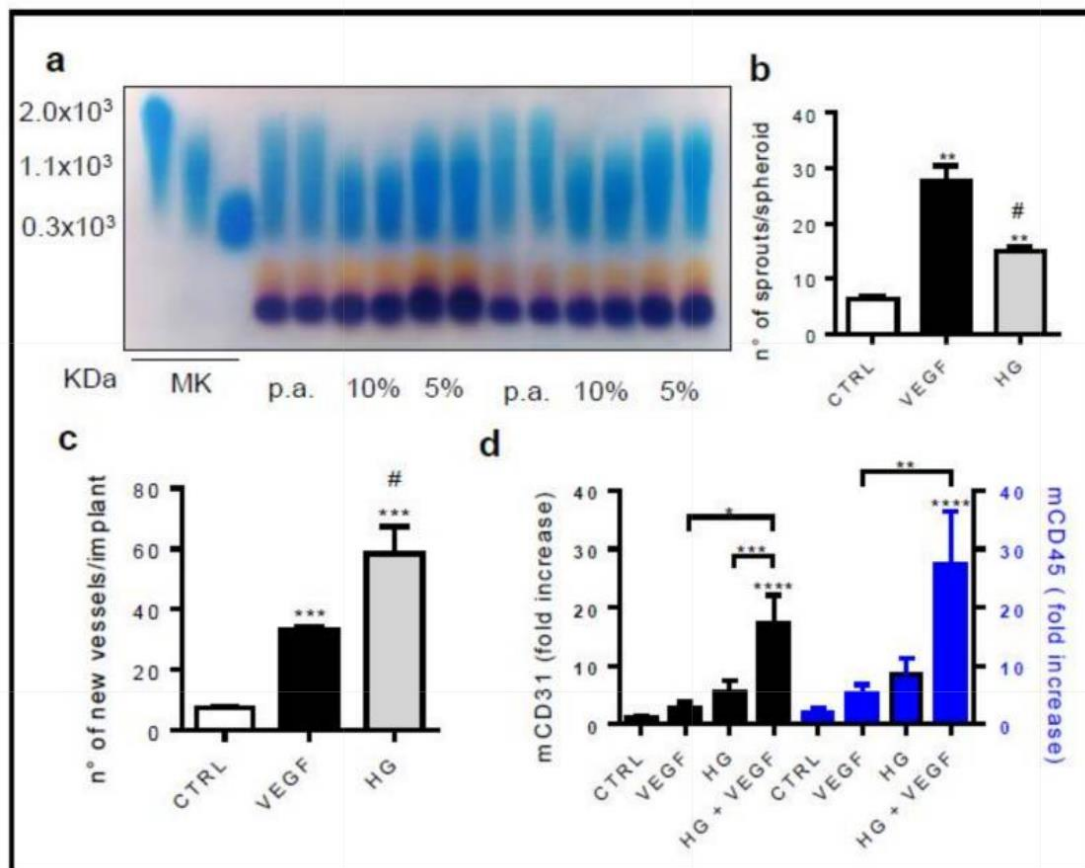 a
2.0x10³
1.1x10³
0.3x10³
KDa MK p.a. 10% 5% p.a. 10% 5%
b
n° of sprouts/spheroid
40
30
20
10
0
**
#
**
CTRL VEGF HG
c
n° of new vessels/implant
80
60
40
20
0
***
#
***
CTRL VEGF HG
d
mCD31 (fold increase)
40
30
20
10
0
*
***
****
**
****
40
30
20
10
0
mCD45 ( fold increase)
CTRL VEGF HG HG + VEGF CTRL VEGF HG HG + VEGF